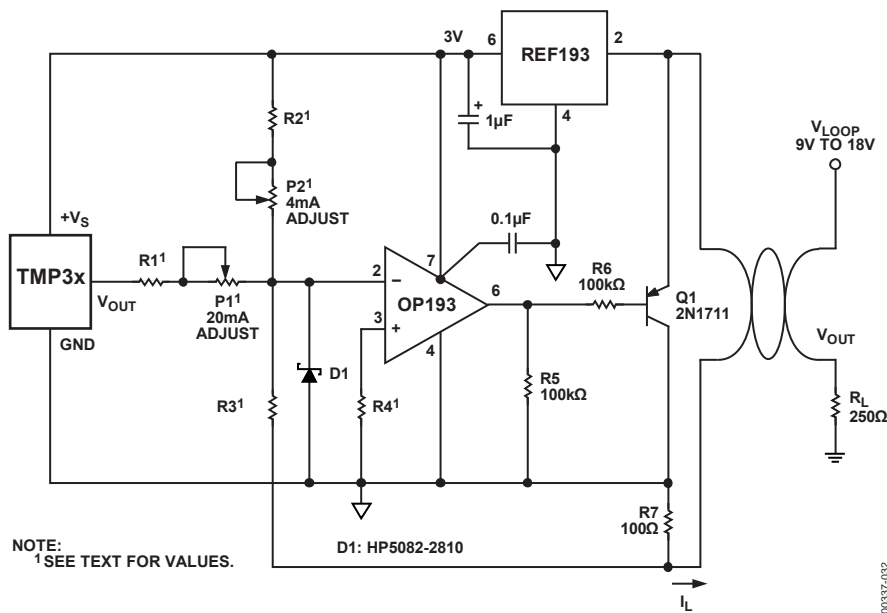 3V
6
REF193
2
4
+
1µF
R2¹
P2¹
4mA
ADJUST
V_LOOP
9V TO 18V
+V_S
TMP3x
V_OUT
GND
R1¹
P1¹
20mA
ADJUST
0.1µF
2
−
7
OP193
6
3
+
4
R6
100kΩ
Q1
2N1711
V_OUT
R_L
250Ω
D1
R3¹
R4¹
R5
100kΩ
R7
100Ω
NOTE:
¹SEE TEXT FOR VALUES.
D1: HP5082-2810
I_L
00337-032